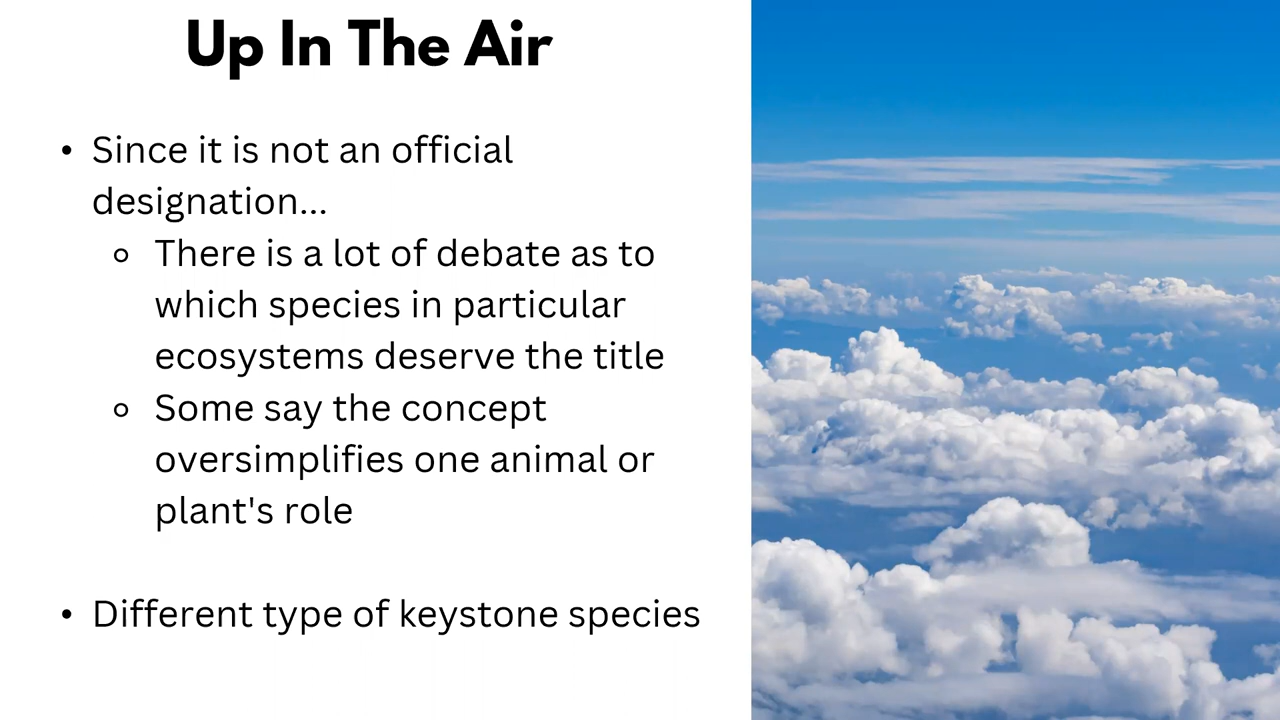 Up In The Air
• Since it is not an official
designation...
◦ There is a lot of debate as to
which species in particular
ecosystems deserve the title
◦ Some say the concept
oversimplifies one animal or
plant's role
• Different type of keystone species